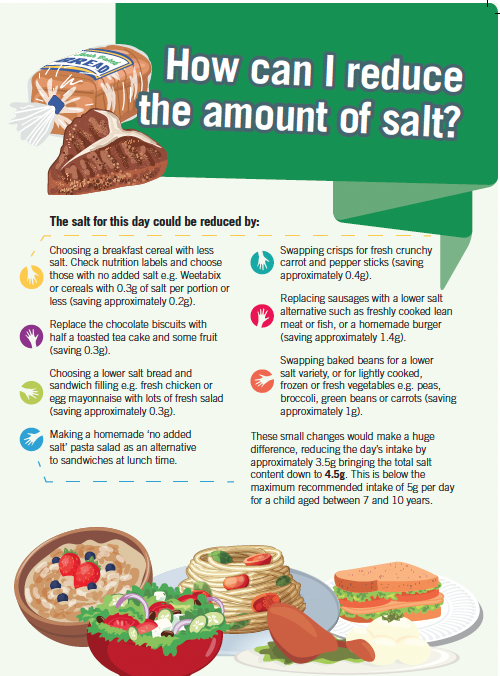 Fresh Baked
BREAD
How can I reduce
the amount of salt?
The salt for this day could be reduced by:
Choosing a breakfast cereal with less
salt. Check nutrition labels and choose
those with no added salt e.g. Weetabix
or cereals with 0.3g of salt per portion or
less (saving approximately 0.2g).
Replace the chocolate biscuits with
half a toasted tea cake and some fruit
(saving 0.3g).
Choosing a lower salt bread and
sandwich filling e.g. fresh chicken or
egg mayonnaise with lots of fresh salad
(saving approximately 0.3g).
Making a homemade ‘no added
salt’ pasta salad as an alternative
to sandwiches at lunch time.
Swapping crisps for fresh crunchy
carrot and pepper sticks (saving
approximately 0.4g).
Replacing sausages with a lower salt
alternative such as freshly cooked lean
meat or fish, or a homemade burger
(saving approximately 1.4g).
Swapping baked beans for a lower
salt variety, or for lightly cooked,
frozen or fresh vegetables e.g. peas,
broccoli, green beans or carrots (saving
approximately 1g).
These small changes would make a huge
difference, reducing the day’s intake by
approximately 3.5g bringing the total salt
content down to 4.5g. This is below the
maximum recommended intake of 5g per day
for a child aged between 7 and 10 years.